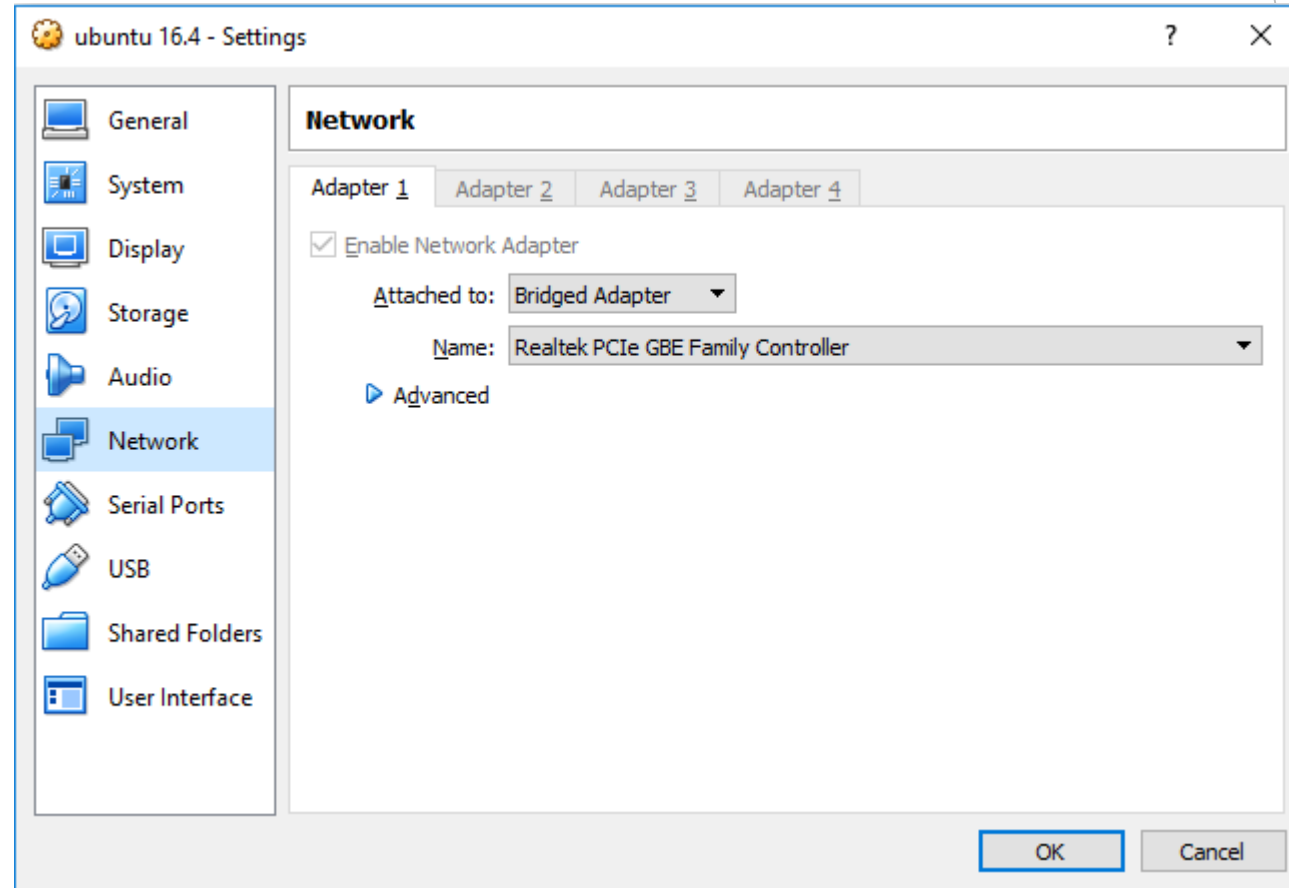 ubuntu 16.4 - Settings
?
General
System
Display
Storage
Audio
Network
Serial Ports
USB
Shared Folders
User Interface
Network
Adapter 1
Adapter 2
Adapter 3
Adapter 4
Enable Network Adapter
Attached to:
Bridged Adapter
Name:
Realtek PCIe GBE Family Controller
Advanced
OK
Cancel